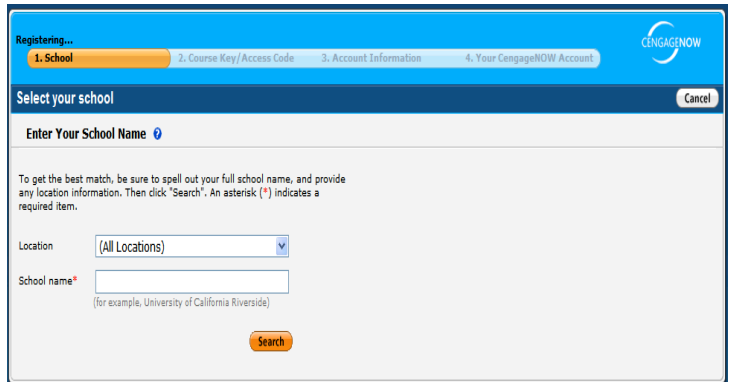 Registering...
CENGAGENOW
1. School
2. Course Key/Access Code
3. Account Information
4. Your CengageNOW Account
Select your school
Cancel
Enter Your School Name ?
To get the best match, be sure to spell out your full school name, and provide
any location information. Then click "Search". An asterisk (*) indicates a
required item.
Location (All Locations)
School name*
(for example, University of California Riverside)
Search